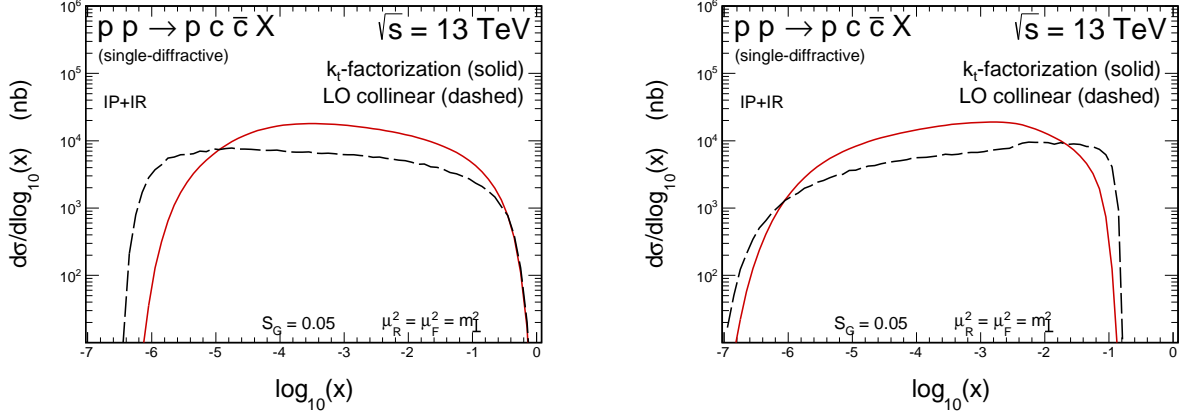 p p → p c c̄ X √s = 13 TeV
(single-diffractive)
k_t-factorization (solid)
LO collinear (dashed)
IP+IR
S_G = 0.05 μ_R^2 = μ_F^2 = m_⊥^2
dσ/dlog_10(x) (nb)
10^6
10^5
10^4
10^3
10^2
-7 -6 -5 -4 -3 -2 -1 0
log_10(x)
p p → p c c̄ X √s = 13 TeV
(single-diffractive)
k_t-factorization (solid)
LO collinear (dashed)
IP+IR
S_G = 0.05 μ_R^2 = μ_F^2 = m_⊥^2
dσ/dlog_10(x) (nb)
10^6
10^5
10^4
10^3
10^2
-7 -6 -5 -4 -3 -2 -1 0
log_10(x)